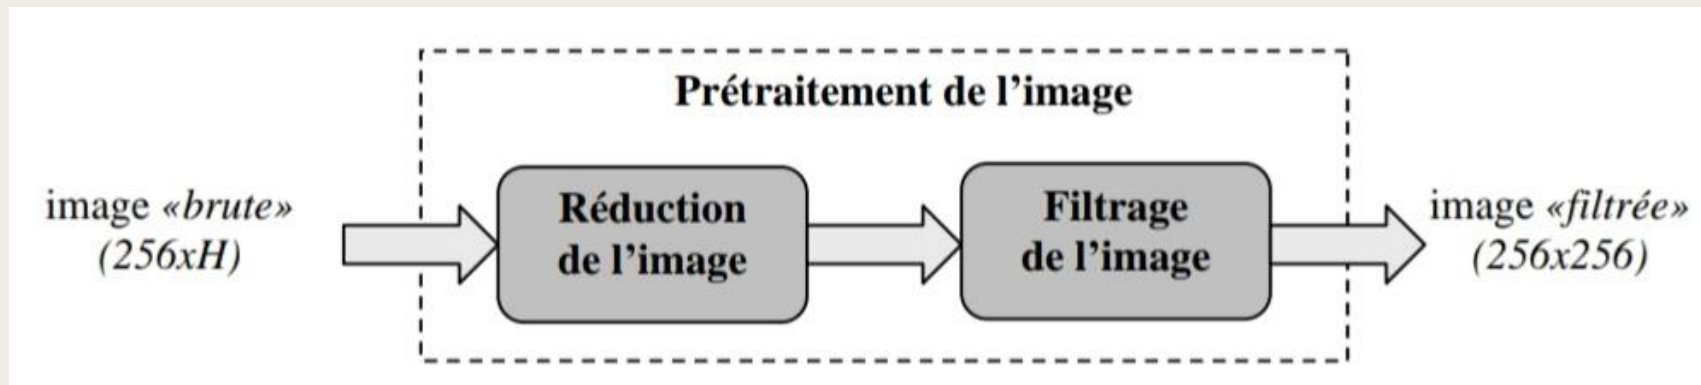 Prétraitement de l’image
image «brute»
(256xH)
Réduction
de l’image
Filtrage
de l’image
image «filtrée»
(256x256)